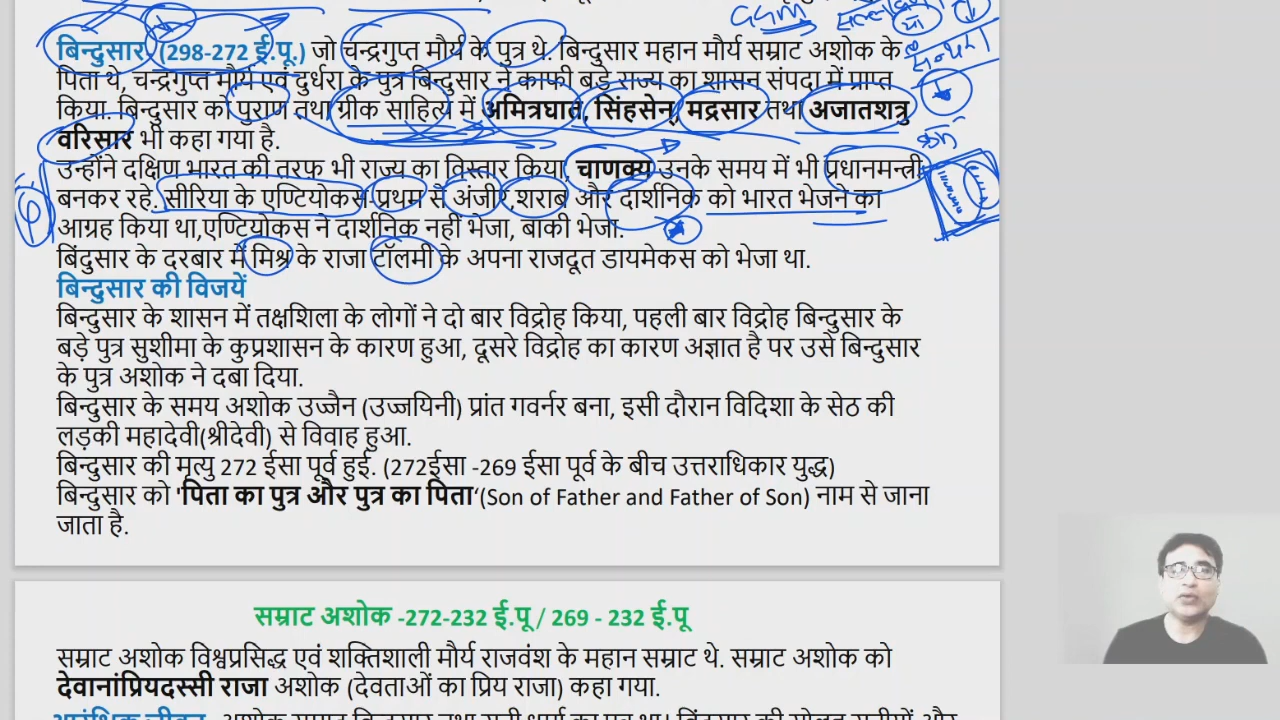 बिन्दुसार (298-272 ई.पू.) जो चन्द्रगुप्त मौर्य के पुत्र थे. बिन्दुसार महान मौर्य सम्राट अशोक के
पिता थे, चन्द्रगुप्त मौर्य एवं दुर्धरा के पुत्र बिन्दुसार ने काफी बड़े राज्य का शासन संपदा में प्राप्त
किया. बिन्दुसार को पुराण तथा ग्रीक साहित्य में अमित्रघात, सिंहसेन, मद्रसार तथा अजातशत्रु
वरिसार भी कहा गया है.
उन्होंने दक्षिण भारत की तरफ भी राज्य का विस्तार किया, चाणक्य उनके समय में भी प्रधानमन्त्री
बनकर रहे. सीरिया के एण्टियोकस-प्रथम से अंजीर,शराब और दार्शनिक को भारत भेजने का
आग्रह किया था,एण्टियोकस ने दार्शनिक नहीं भेजा, बाकी भेजा.
बिंदुसार के दरबार में मिश्र के राजा टॉलमी के अपना राजदूत डायमेकस को भेजा था.
बिन्दुसार की विजयें
बिन्दुसार के शासन में तक्षशिला के लोगों ने दो बार विद्रोह किया, पहली बार विद्रोह बिन्दुसार के
बड़े पुत्र सुशीमा के कुप्रशासन के कारण हुआ, दूसरे विद्रोह का कारण अज्ञात है पर उसे बिन्दुसार
के पुत्र अशोक ने दबा दिया.
बिन्दुसार के समय अशोक उज्जैन (उज्जयिनी) प्रांत गवर्नर बना, इसी दौरान विदिशा के सेठ की
लड़की महादेवी(श्रीदेवी) से विवाह हुआ.
बिन्दुसार की मृत्यु 272 ईसा पूर्व हुई. (272ईसा -269 ईसा पूर्व के बीच उत्तराधिकार युद्ध)
बिन्दुसार को 'पिता का पुत्र और पुत्र का पिता‘(Son of Father and Father of Son) नाम से जाना
जाता है.
सम्राट अशोक -272-232 ई.पू / 269 - 232 ई.पू
सम्राट अशोक विश्वप्रसिद्ध एवं शक्तिशाली मौर्य राजवंश के महान सम्राट थे. सम्राट अशोक को
देवानांप्रियदस्सी राजा अशोक (देवताओं का प्रिय राजा) कहा गया.